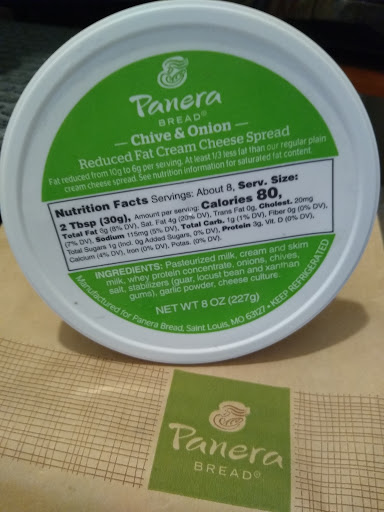 Panera
BREAD®
— Chive & Onion —
Reduced Fat Cream Cheese Spread
Fat reduced from 10g to 6g per serving. At least 1/3 less fat than our regular plain
cream cheese spread. See nutrition information for saturated fat content.
Nutrition Facts Servings: About 8, Serv. Size:
2 Tbsp (30g), Amount per serving: Calories 80,
Total Fat 6g (8% DV), Sat. Fat 4g (20% DV), Trans Fat 0g, Cholest. 20mg
(7% DV), Sodium 115mg (5% DV), Total Carb. 1g (1% DV), Fiber 0g (0% DV),
Total Sugars 1g (Incl. 0g Added Sugars, 0% DV), Protein 3g, Vit. D (0% DV),
Calcium (4% DV), Iron (0% DV), Potas. (0% DV).
INGREDIENTS: Pasteurized milk, cream and skim
milk, whey protein concentrate, onions, chives,
salt, stabilizers (guar, locust bean and xanthan
gums), garlic powder, cheese culture.
NET WT 8 OZ (227g)
Manufactured for Panera Bread, Saint Louis, MO 63127 • KEEP REFRIGERATED
Panera
BREAD®